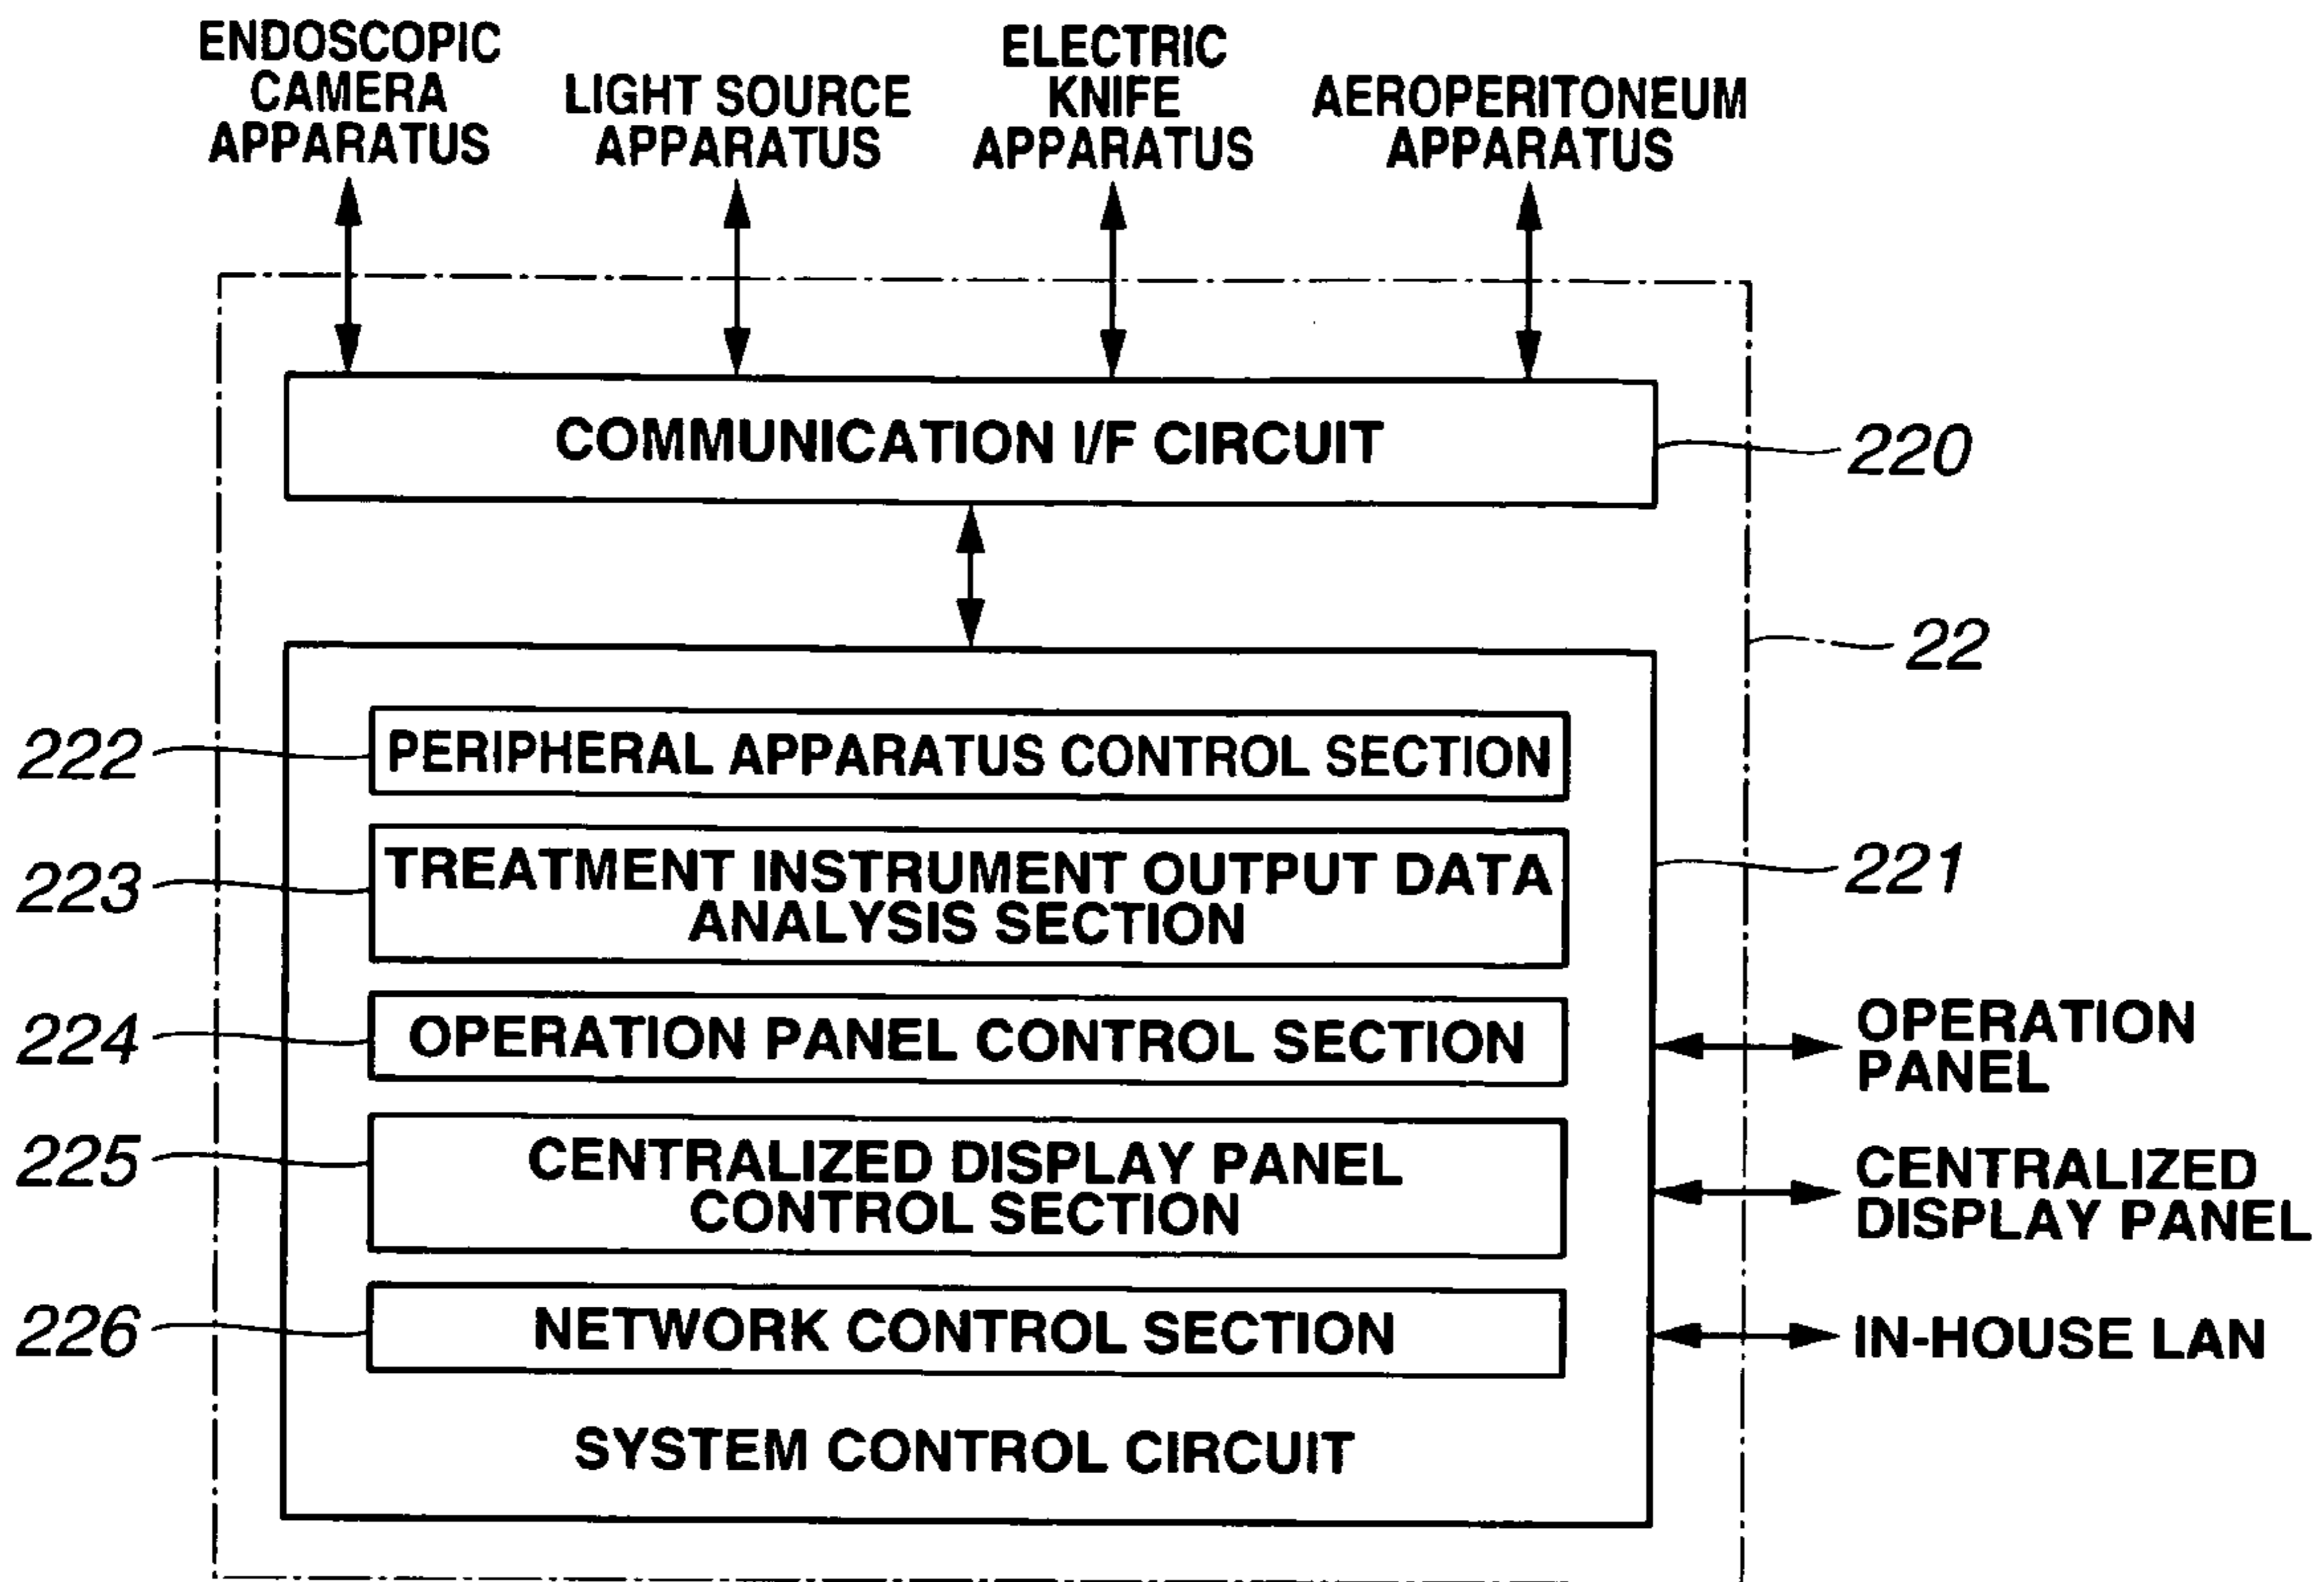 ENDOSCOPIC
CAMERA
APPARATUS
LIGHT SOURCE
APPARATUS
ELECTRIC
KNIFE
APPARATUS
AEROPERITONEUM
APPARATUS
COMMUNICATION I/F CIRCUIT
220
22
222
PERIPHERAL APPARATUS CONTROL SECTION
223
TREATMENT INSTRUMENT OUTPUT DATA
ANALYSIS SECTION
221
224
OPERATION PANEL CONTROL SECTION
OPERATION
PANEL
225
CENTRALIZED DISPLAY PANEL
CONTROL SECTION
CENTRALIZED
DISPLAY PANEL
226
NETWORK CONTROL SECTION
IN-HOUSE LAN
SYSTEM CONTROL CIRCUIT